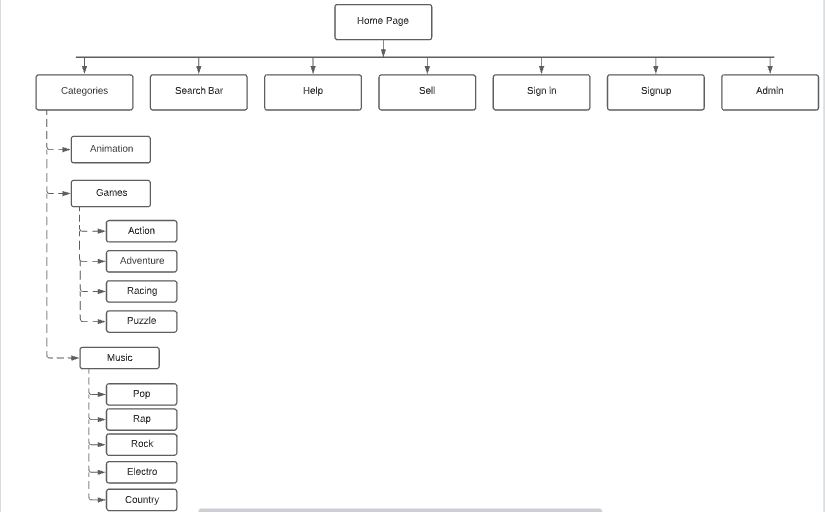 Home Page
Categories
Search Bar
Help
Sell
Sign in
Signup
Admin
Animation
Games
Action
Adventure
Racing
Puzzle
Music
Pop
Rap
Rock
Electro
Country